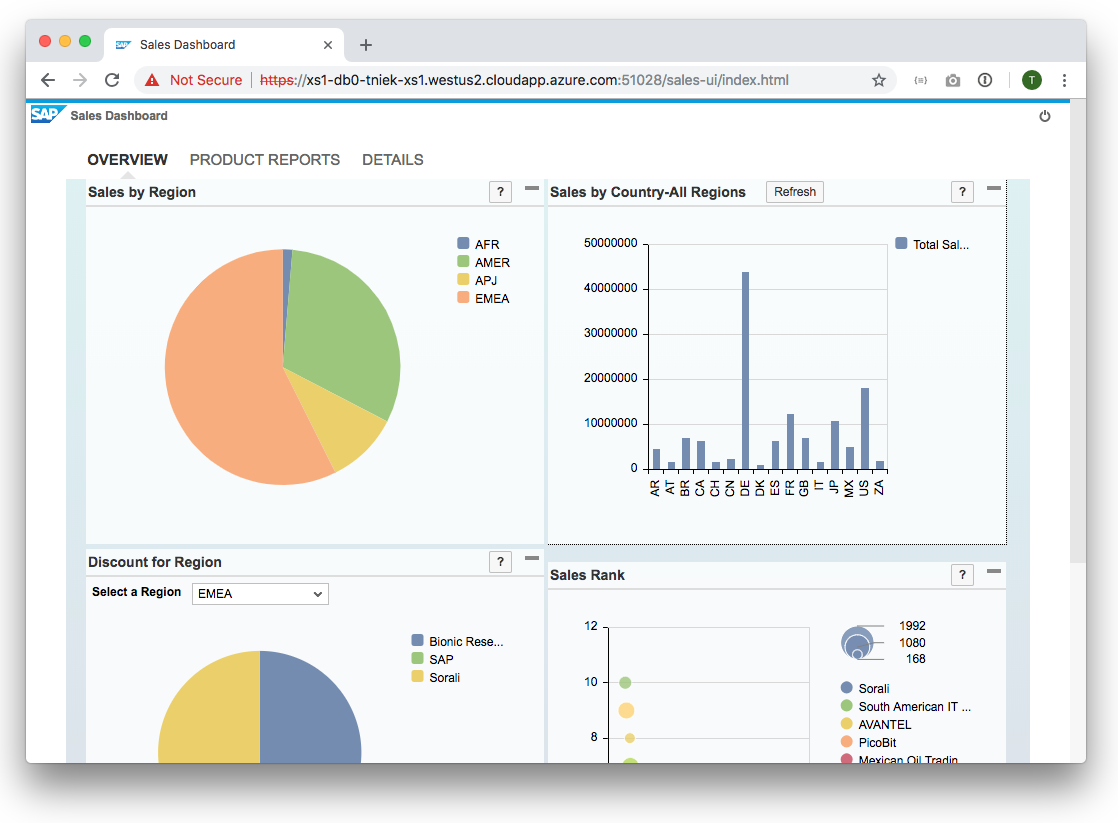 SAP Sales Dashboard
Not Secure https://xs1-db0-tniek-xs1.westus2.cloudapp.azure.com:51028/sales-ui/index.html T
SAP Sales Dashboard
OVERVIEW PRODUCT REPORTS DETAILS
Sales by Region ?
AFR
AMER
APJ
EMEA
Sales by Country-All Regions Refresh ?
50000000
40000000
30000000
20000000
10000000
0
AR AT BR CA CH CN DE DK ES FR GB IT JP MX US ZA
Total Sal...
Discount for Region ?
Select a Region EMEA
Bionic Rese...
SAP
Sorali
Sales Rank ?
12
10
8
1992
1080
168
Sorali
South American IT ...
AVANTEL
PicoBit
Mexican Oil Tradin